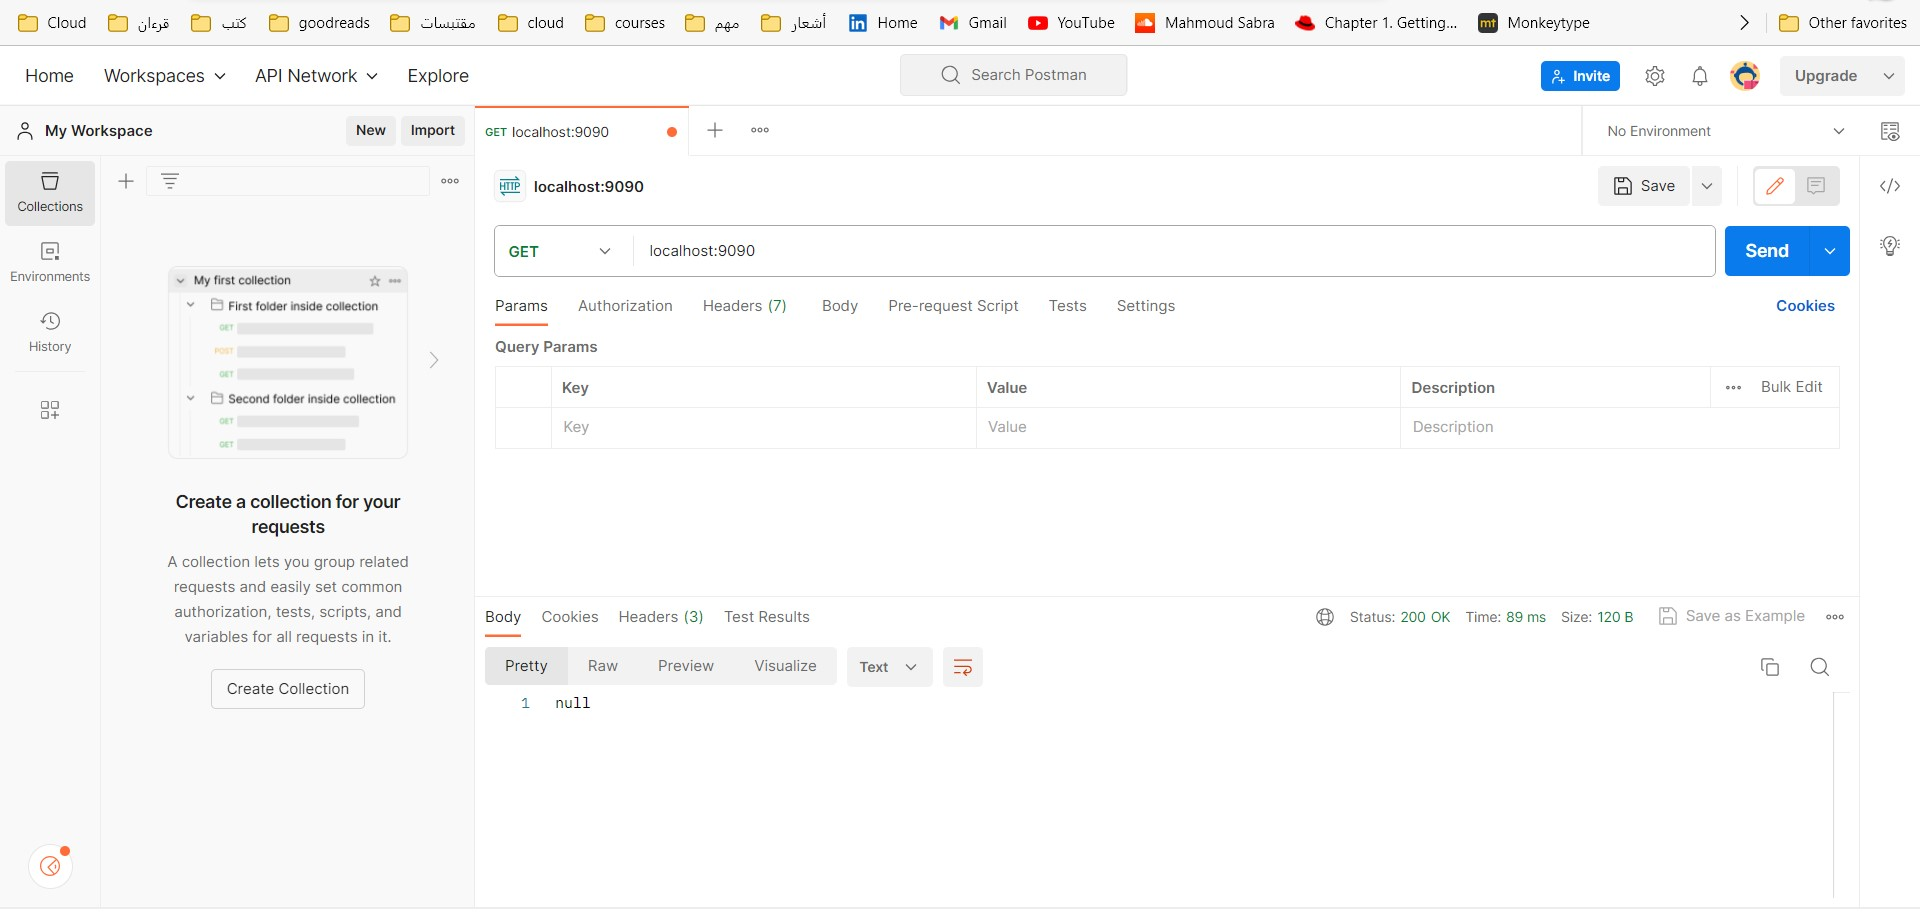 Cloud قرءان كتب goodreads مقتبسات cloud courses مهم أشعار Home Gmail YouTube Mahmoud Sabra Chapter 1. Getting... mt Monkeytype Other favorites
Home Workspaces API Network Explore Search Postman Invite Upgrade
My Workspace New Import GET localhost:9090 No Environment
Collections
Environments
History
My first collection
First folder inside collection
GET
POST
GET
Second folder inside collection
GET
GET
Create a collection for your
requests
A collection lets you group related
requests and easily set common
authorization, tests, scripts, and
variables for all requests in it.
Create Collection
HTTP localhost:9090 Save
GET localhost:9090 Send
Params Authorization Headers (7) Body Pre-request Script Tests Settings Cookies
Query Params
Key Value Description Bulk Edit
Key Value Description
Body Cookies Headers (3) Test Results Status: 200 OK Time: 89 ms Size: 120 B Save as Example
Pretty Raw Preview Visualize Text
1 null